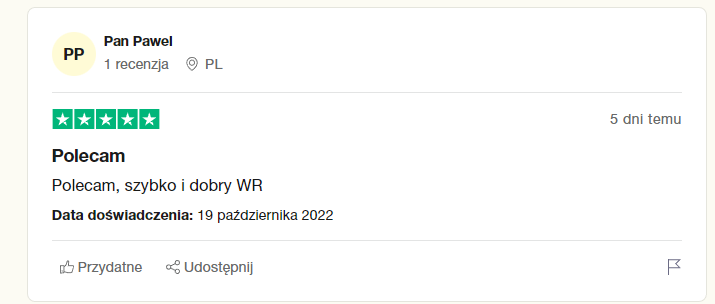 PP
Pan Pawel
1 recenzja PL
5 dni temu
Polecam
Polecam, szybko i dobry WR
Data doświadczenia: 19 października 2022
Przydatne Udostępnij